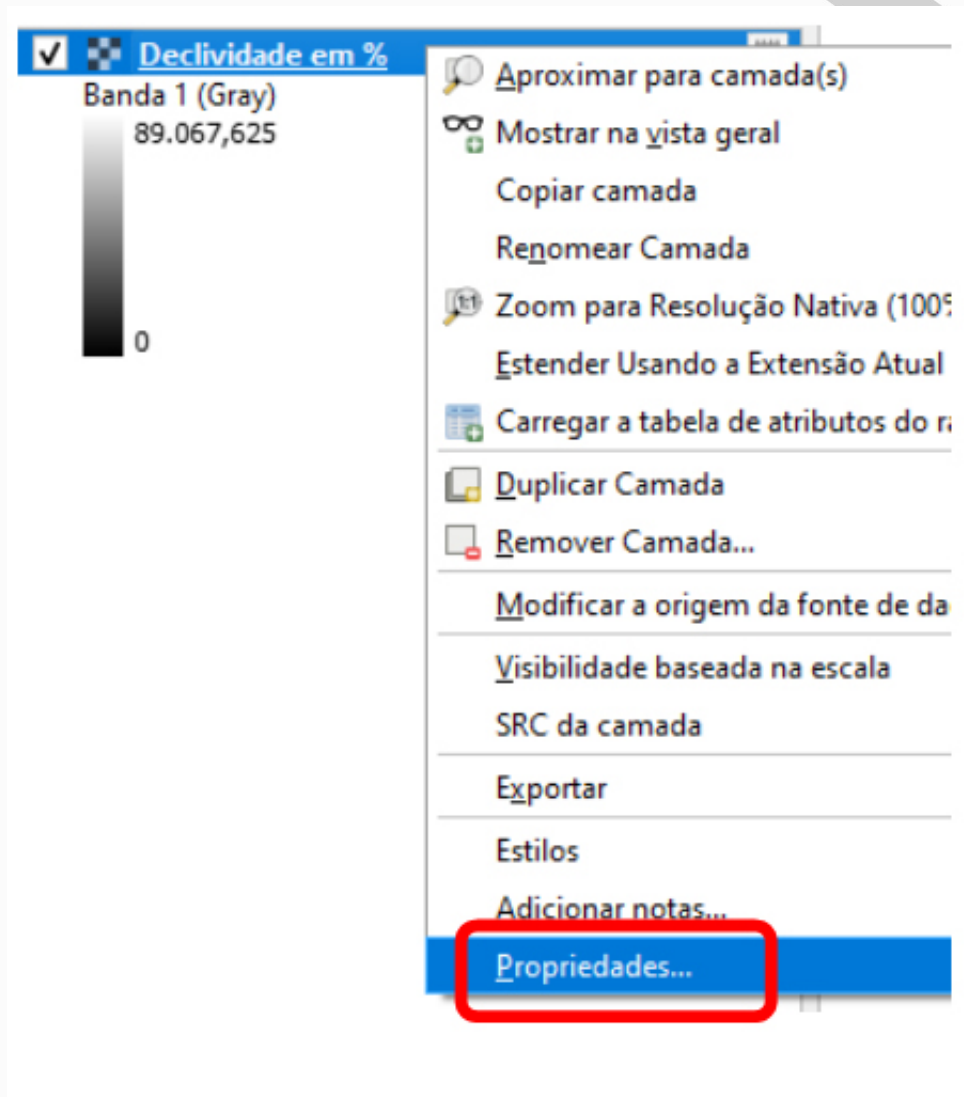 Declividade em %
Banda 1 (Gray)
89.067,625
0
Aproximar para camada(s)
Mostrar na vista geral
Copiar camada
Renomear Camada
Zoom para Resolução Nativa (100%
Estender Usando a Extensão Atual
Carregar a tabela de atributos do ra
Duplicar Camada
Remover Camada...
Modificar a origem da fonte de da
Visibilidade baseada na escala
SRC da camada
Exportar
Estilos
Adicionar notas...
Propriedades...